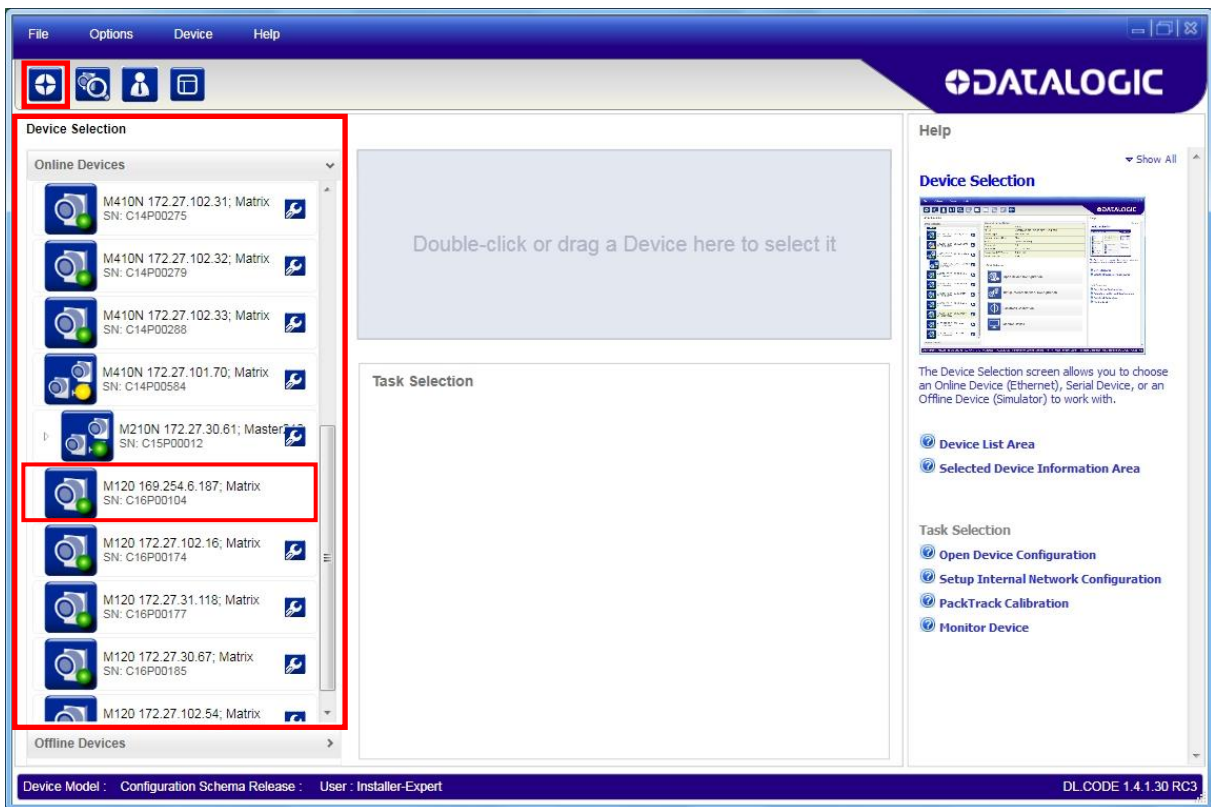 File Options Device Help
DATALOGIC
Device Selection
Online Devices
M410N 172.27.102.31; Matrix
SN: C14P00275
M410N 172.27.102.32; Matrix
SN: C14P00279
M410N 172.27.102.33; Matrix
SN: C14P00288
M410N 172.27.101.70; Matrix
SN: C14P00584
M210N 172.27.30.61;
SN: C15P00012
M120 169.254.6.187; Matrix
SN: C16P00104
M120 172.27.102.16; Matrix
SN: C16P00174
M120 172.27.31.118; Matrix
SN: C16P00177
M120 172.27.30.67; Matrix
SN: C16P00185
M120 172.27.102.54; Matrix
Offline Devices
Double-click or drag a Device here to select it
Task Selection
Help
Show All
Device Selection
DATALOGIC
The Device Selection screen allows you to choose
an Online Device (Ethernet), Serial Device, or an
Offline Device (Simulator) to work with.
Device List Area
Selected Device Information Area
Task Selection
Open Device Configuration
Setup Internal Network Configuration
PackTrack Calibration
Monitor Device
Device Model : Configuration Schema Release : User : Installer-Expert
DL.CODE 1.4.1.30 RC3